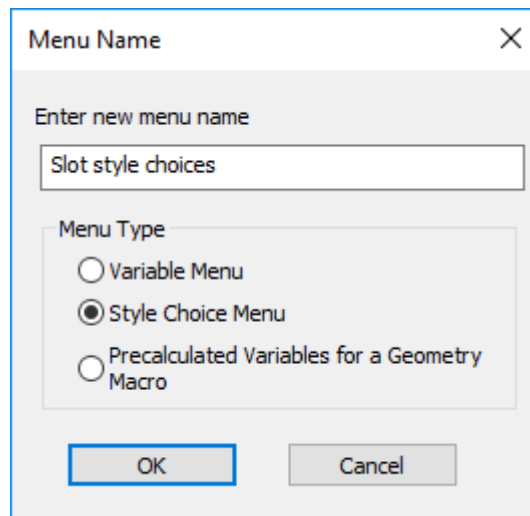 Menu Name
Enter new menu name
Slot style choices
Menu Type
Variable Menu
Style Choice Menu
Precalculated Variables for a Geometry
Macro
OK
Cancel